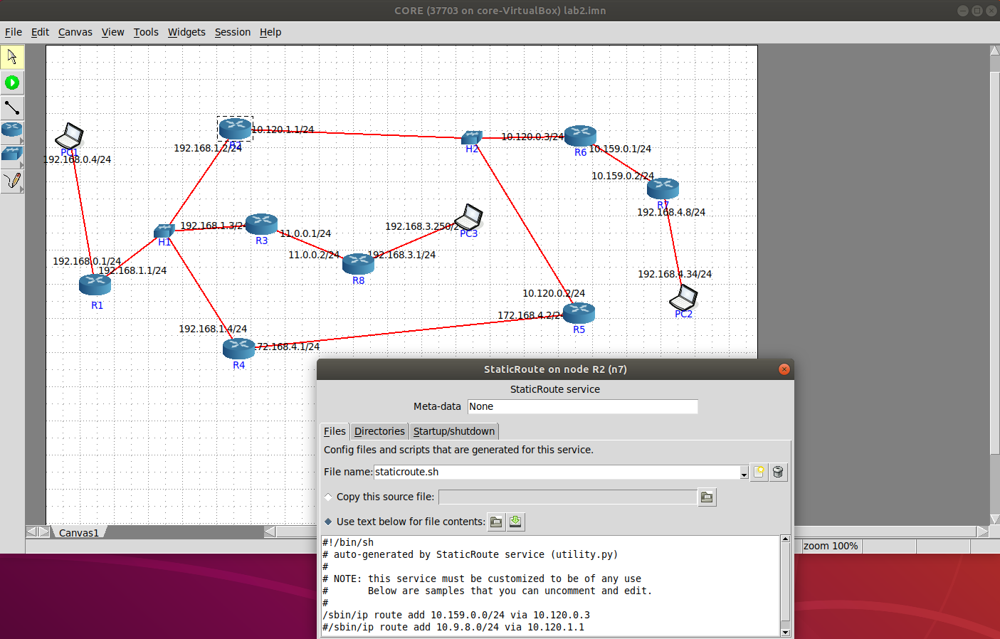 CORE (37703 on core-VirtualBox) lab2.imn
File Edit Canvas View Tools Widgets Session Help
10.120.1.1/24
R2
192.168.1.2/24
PC1
192.168.0.4/24
H2
10.120.0.3/24
R6
10.159.0.1/24
10.159.0.2/24
R7
192.168.4.8/24
192.168.1.3/24
H1
R3
11.0.0.1/24
192.168.3.250/2
PC3
11.0.0.2/24
192.168.3.1/24
R8
192.168.0.1/24
192.168.1.1/24
R1
192.168.4.34/24
PC2
10.120.0.2/24
172.168.4.2/24
R5
192.168.1.4/24
72.168.4.1/24
R4
StaticRoute on node R2 (n7)
StaticRoute service
Meta-data None
Files Directories Startup/shutdown
Config files and scripts that are generated for this service.
File name: staticroute.sh
Copy this source file:
Use text below for file contents:
#!/bin/sh
# auto-generated by StaticRoute service (utility.py)
#
# NOTE: this service must be customized to be of any use
#       Below are samples that you can uncomment and edit.
#
/sbin/ip route add 10.159.0.0/24 via 10.120.0.3
#/sbin/ip route add 10.9.8.0/24 via 10.120.1.1
Canvas1
zoom 100%